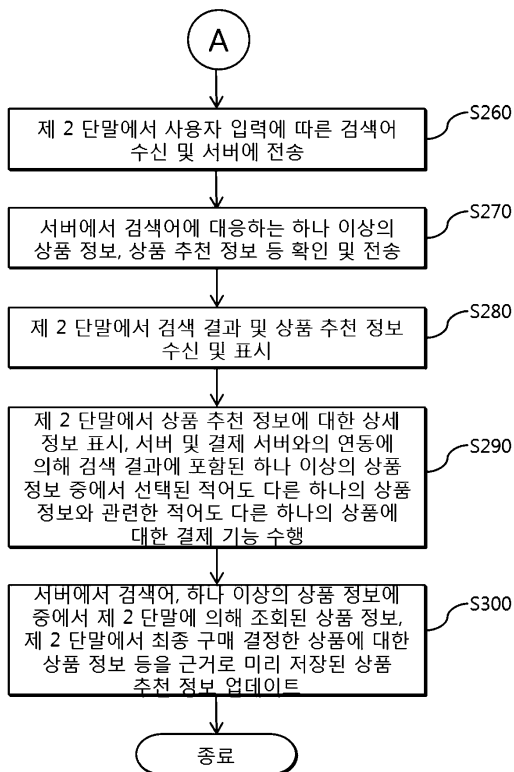 A
제 2 단말에서 사용자 입력에 따른 검색어
수신 및 서버에 전송
S260
서버에서 검색어에 대응하는 하나 이상의
상품 정보, 상품 추천 정보 등 확인 및 전송
S270
제 2 단말에서 검색 결과 및 상품 추천 정보
수신 및 표시
S280
제 2 단말에서 상품 추천 정보에 대한 상세
정보 표시, 서버 및 결제 서버와의 연동에
의해 검색 결과에 포함된 하나 이상의 상품
정보 중에서 선택된 적어도 다른 하나의 상품
정보와 관련한 적어도 다른 하나의 상품에
대한 결제 기능 수행
S290
서버에서 검색어, 하나 이상의 상품 정보에
중에서 제 2 단말에 의해 조회된 상품 정보,
제 2 단말에서 최종 구매 결정한 상품에 대한
상품 정보 등을 근거로 미리 저장된 상품
추천 정보 업데이트
S300
종료